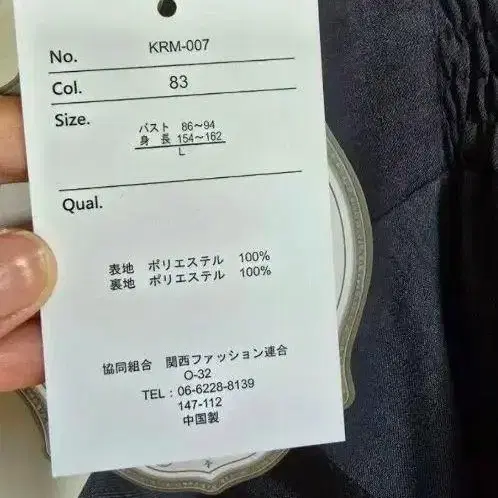 No. KRM-007
Col. 83
Size.
バスト 86～94
身長 154～162
L
Qual.
表地 ポリエステル 100%
裏地 ポリエステル 100%
協同組合 関西ファッション連合
O-32
TEL：06-6228-8139
147-112
中国製